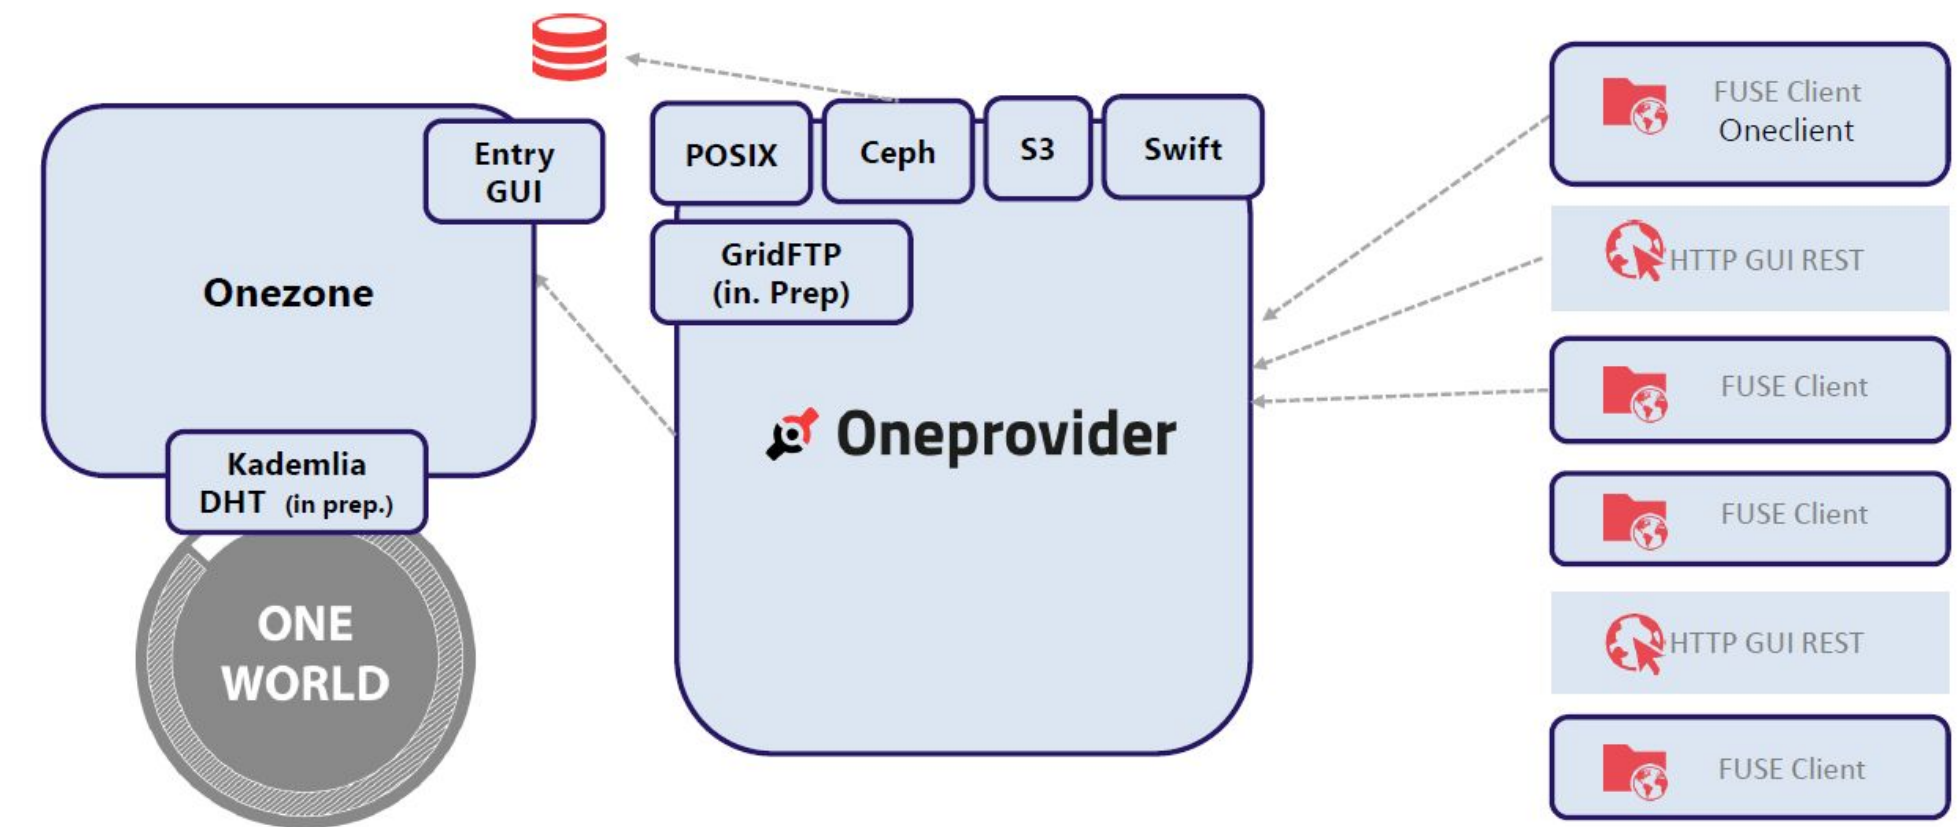 Entry
GUI
Onezone
Kademlia
DHT (in prep.)
ONE
WORLD
POSIX
Ceph
S3
Swift
GridFTP
(in. Prep)
Oneprovider
FUSE Client
Oneclient
HTTP GUI REST
FUSE Client
FUSE Client
HTTP GUI REST
FUSE Client